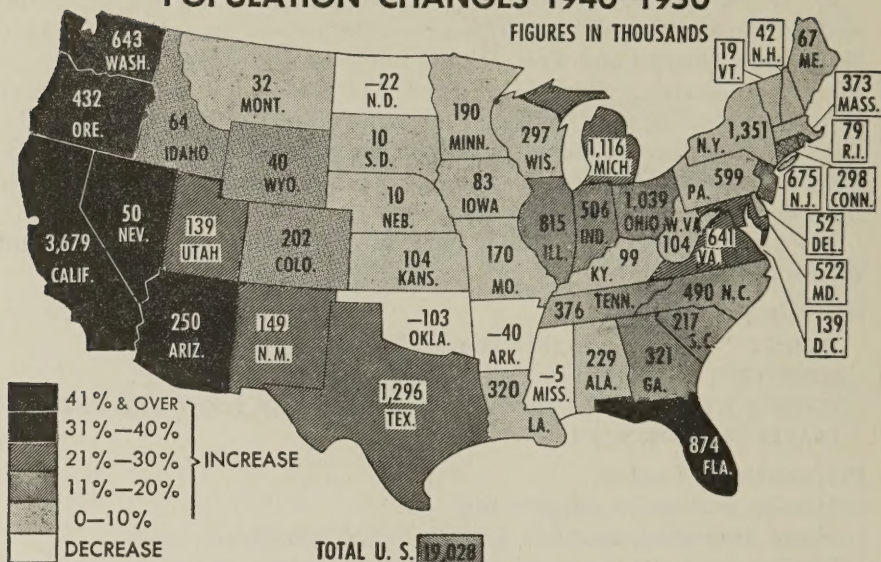 POPULATION CHANGES 1940–1950
FIGURES IN THOUSANDS
643
WASH.
432
ORE.
3,679
CALIF.
50
NEV.
64
IDAHO
32
MONT.
40
WYO.
139
UTAH
202
COLO.
250
ARIZ.
149
N.M.
–22
N.D.
10
S.D.
10
NEB.
104
KANS.
–103
OKLA.
1,296
TEX.
190
MINN.
83
IOWA
170
MO.
–40
ARK.
320
LA.
297
WIS.
815
ILL.
1,116
MICH
506
IND.
1,039
OHIO
99
KY.
376 TENN.
–5
MISS.
229
ALA.
321
GA.
874
FLA.
217
S.C.
490 N.C.
641
VA.
W.VA.
104
PA. 599
N.Y. 1,351
19
VT.
42
N.H.
67
ME.
373
MASS.
79
R.I.
298
CONN.
675
N.J.
52
DEL.
522
MD.
139
D.C.
41% & OVER
31%–40%
21%–30%
11%–20%
0–10%
INCREASE
DECREASE
TOTAL U. S. 19,028